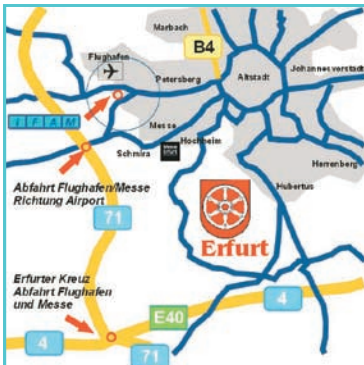 Marbach
B4
Flughafen
Johannesvorstadt
Petersberg
Altstadt
IFAM
Messe
Hochheim
Schmira
Herrenberg
Hubertus
Abfahrt Flughafen/Messe
Richtung Airport
71
Erfurt
Erfurter Kreuz
Abfahrt Flughafen
und Messe
E40
4
4
71